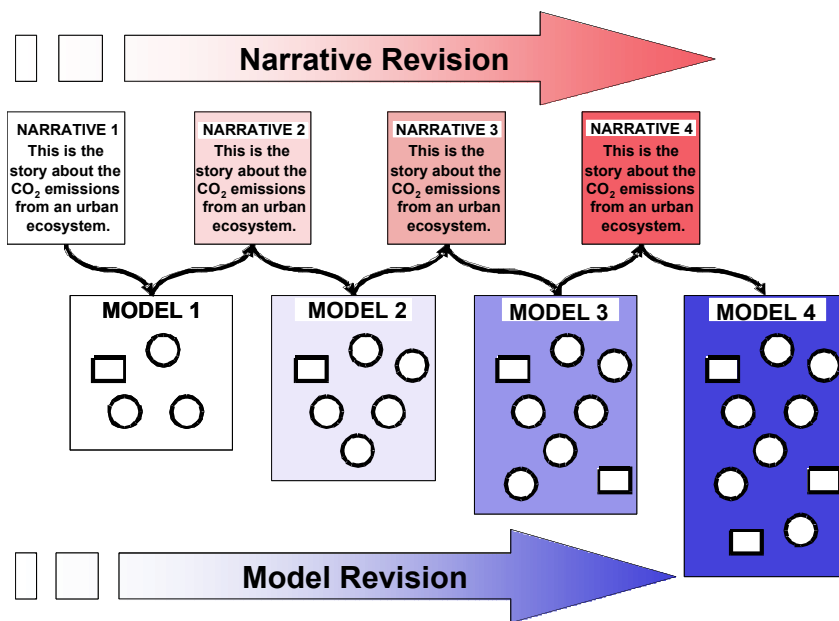 Narrative Revision
NARRATIVE 1
This is the
story about the
CO₂ emissions
from an urban
ecosystem.
NARRATIVE 2
This is the
story about the
CO₂ emissions
from an urban
ecosystem.
NARRATIVE 3
This is the
story about the
CO₂ emissions
from an urban
ecosystem.
NARRATIVE 4
This is the
story about the
CO₂ emissions
from an urban
ecosystem.
MODEL 1
MODEL 2
MODEL 3
MODEL 4
Model Revision